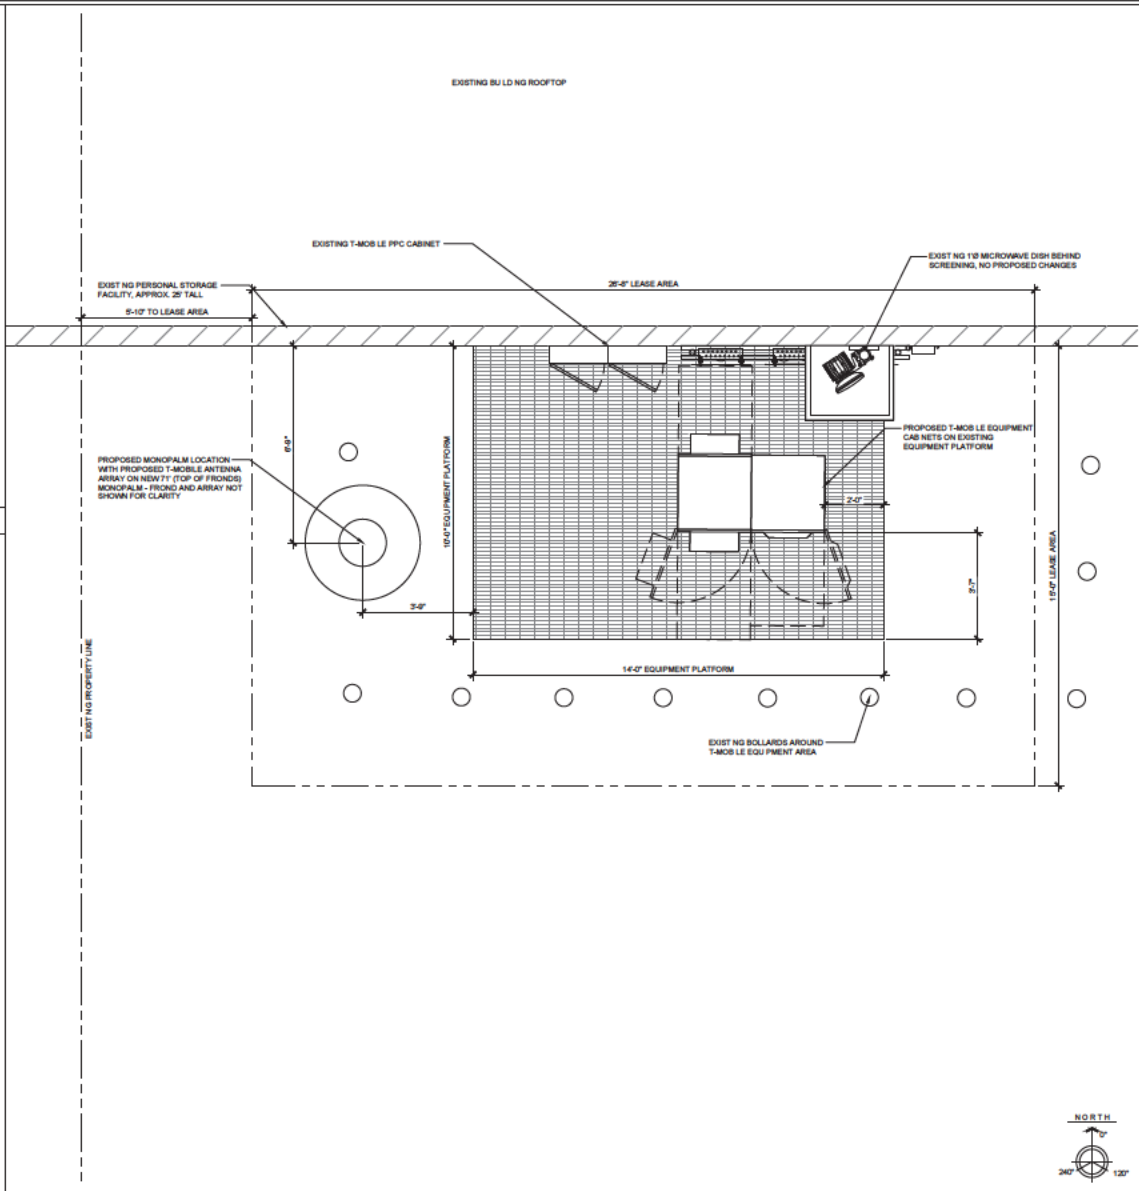 EXISTING BU LD NG ROOFTOP
EXISTING T-MOB LE PPC CABINET
EXIST NG 1'Ø MICROWAVE DISH BEHIND
SCREENING, NO PROPOSED CHANGES
EXIST NG PERSONAL STORAGE
FACILITY, APPROX. 25' TALL
26'-8" LEASE AREA
5'-10" TO LEASE AREA
PROPOSED T-MOB LE EQUIPMENT
CAB NETS ON EXISTING
EQUIPMENT PLATFORM
6'-9"
10'-0" EQUIPMENT PLATFORM
PROPOSED MONOPALM LOCATION
WITH PROPOSED T-MOBILE ANTENNA
ARRAY ON NEW 71' (TOP OF FRONDS)
MONOPALM - FROND AND ARRAY NOT
SHOWN FOR CLARITY
2'-0"
15'-0" LEASE AREA
3'-7"
3'-9"
EXIST NG PROPERTY LINE
14'-0" EQUIPMENT PLATFORM
EXIST NG BOLLARDS AROUND
T-MOB LE EQU PMENT AREA
NORTH
0°
240°
120°